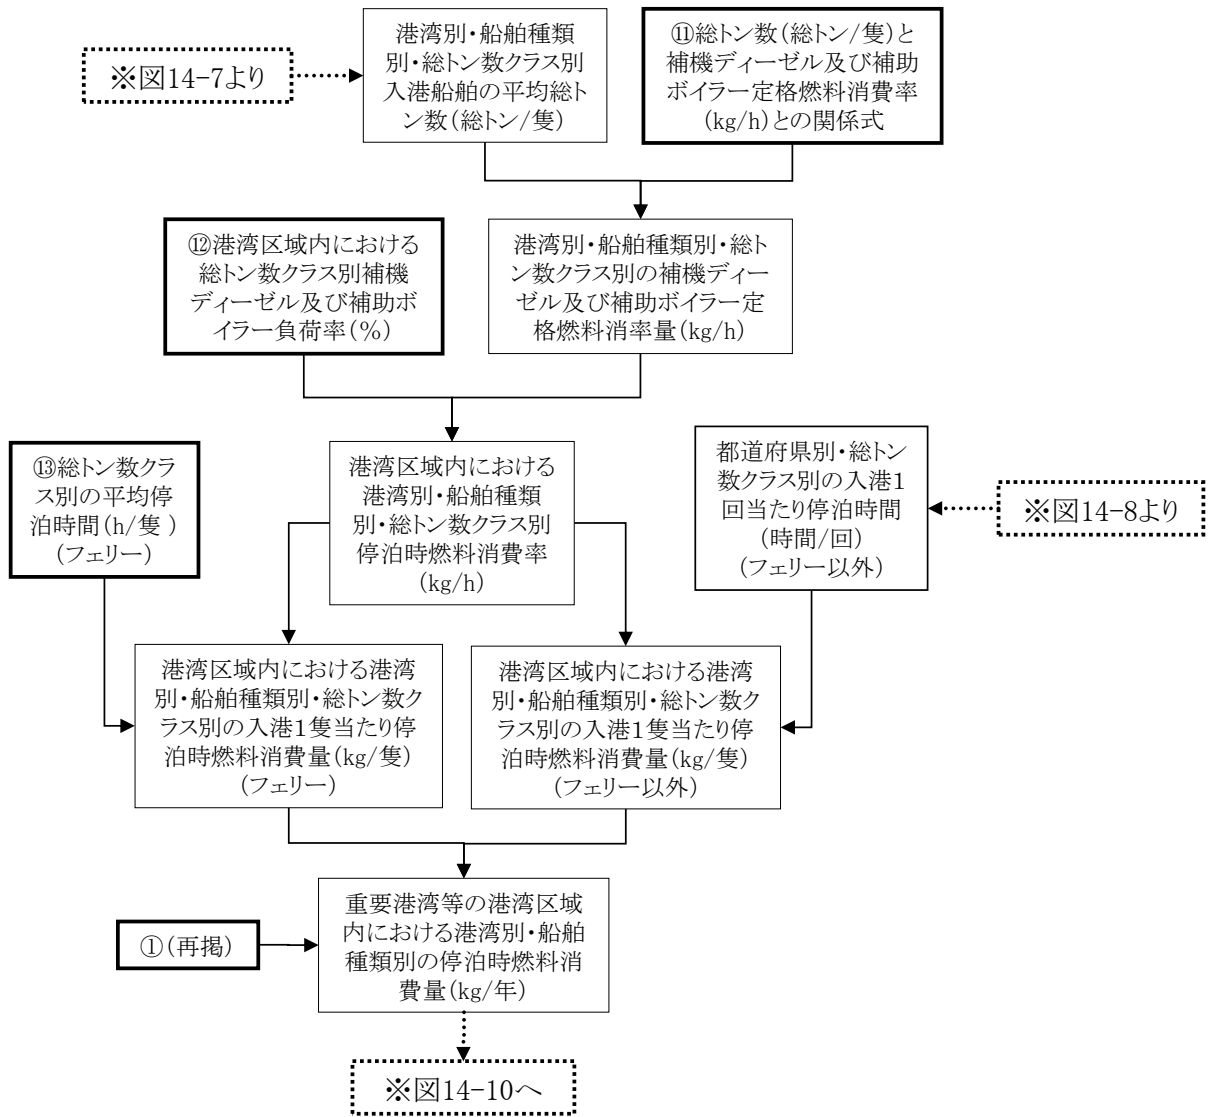 ※図14-7より
港湾別・船舶種類
別・総トン数クラス別
入港船舶の平均総ト
ン数(総トン/隻)
⑪総トン数(総トン/隻)と
補機ディーゼル及び補助
ボイラー定格燃料消費率
(kg/h)との関係式
⑫港湾区域内における
総トン数クラス別補機
ディーゼル及び補助ボ
イラー負荷率(%)
港湾別・船舶種類別・総ト
ン数クラス別の補機ディー
ゼル及び補助ボイラー定
格燃料消率量(kg/h)
⑬総トン数クラ
ス別の平均停
泊時間(h/隻)
(フェリー)
港湾区域内における
港湾別・船舶種類
別・総トン数クラス別
停泊時燃料消費率
(kg/h)
都道府県別・総トン
数クラス別の入港1
回当たり停泊時間
(時間/回)
(フェリー以外)
※図14-8より
港湾区域内における港湾
別・船舶種類別・総トン数ク
ラス別の入港1隻当たり停
泊時燃料消費量(kg/隻)
(フェリー)
港湾区域内における港湾
別・船舶種類別・総トン数ク
ラス別の入港1隻当たり停
泊時燃料消費量(kg/隻)
(フェリー以外)
①(再掲)
重要港湾等の港湾区域
内における港湾別・船舶
種類別の停泊時燃料消
費量(kg/年)
※図14-10へ